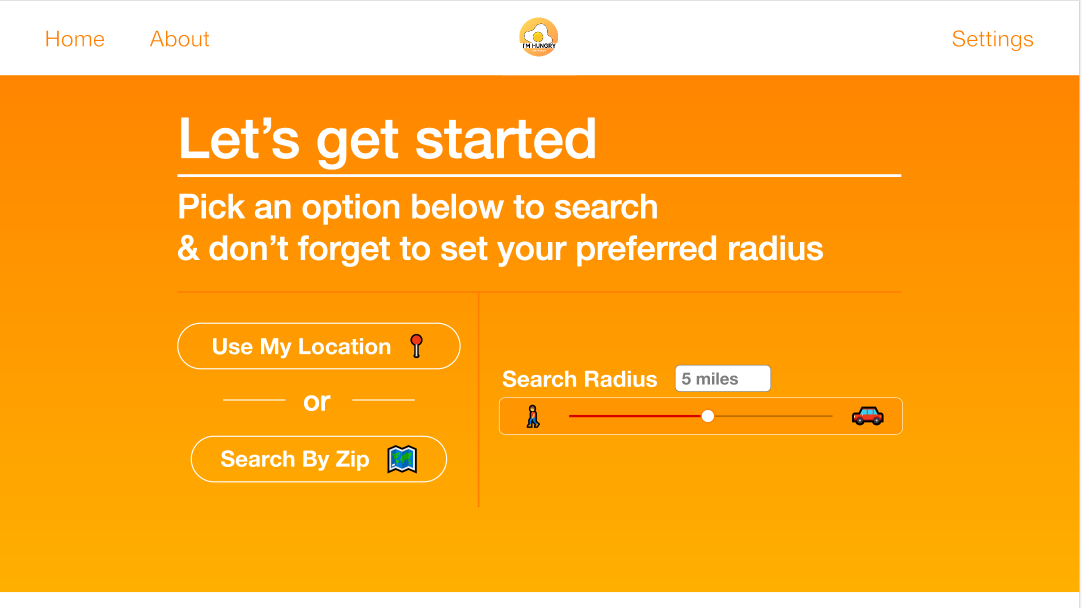 Home About I'M HUNGRY Settings
Let's get started
Pick an option below to search
& don't forget to set your preferred radius
Use My Location
or
Search By Zip
Search Radius 5 miles